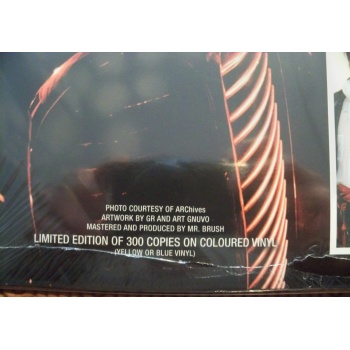 PHOTO COURTESY OF ARChives
ARTWORK BY GR AND ART GNUVO
MASTERED AND PRODUCED BY MR. BRUSH
LIMITED EDITION OF 300 COPIES ON COLOURED VINYL
(YELLOW OR BLUE VINYL)